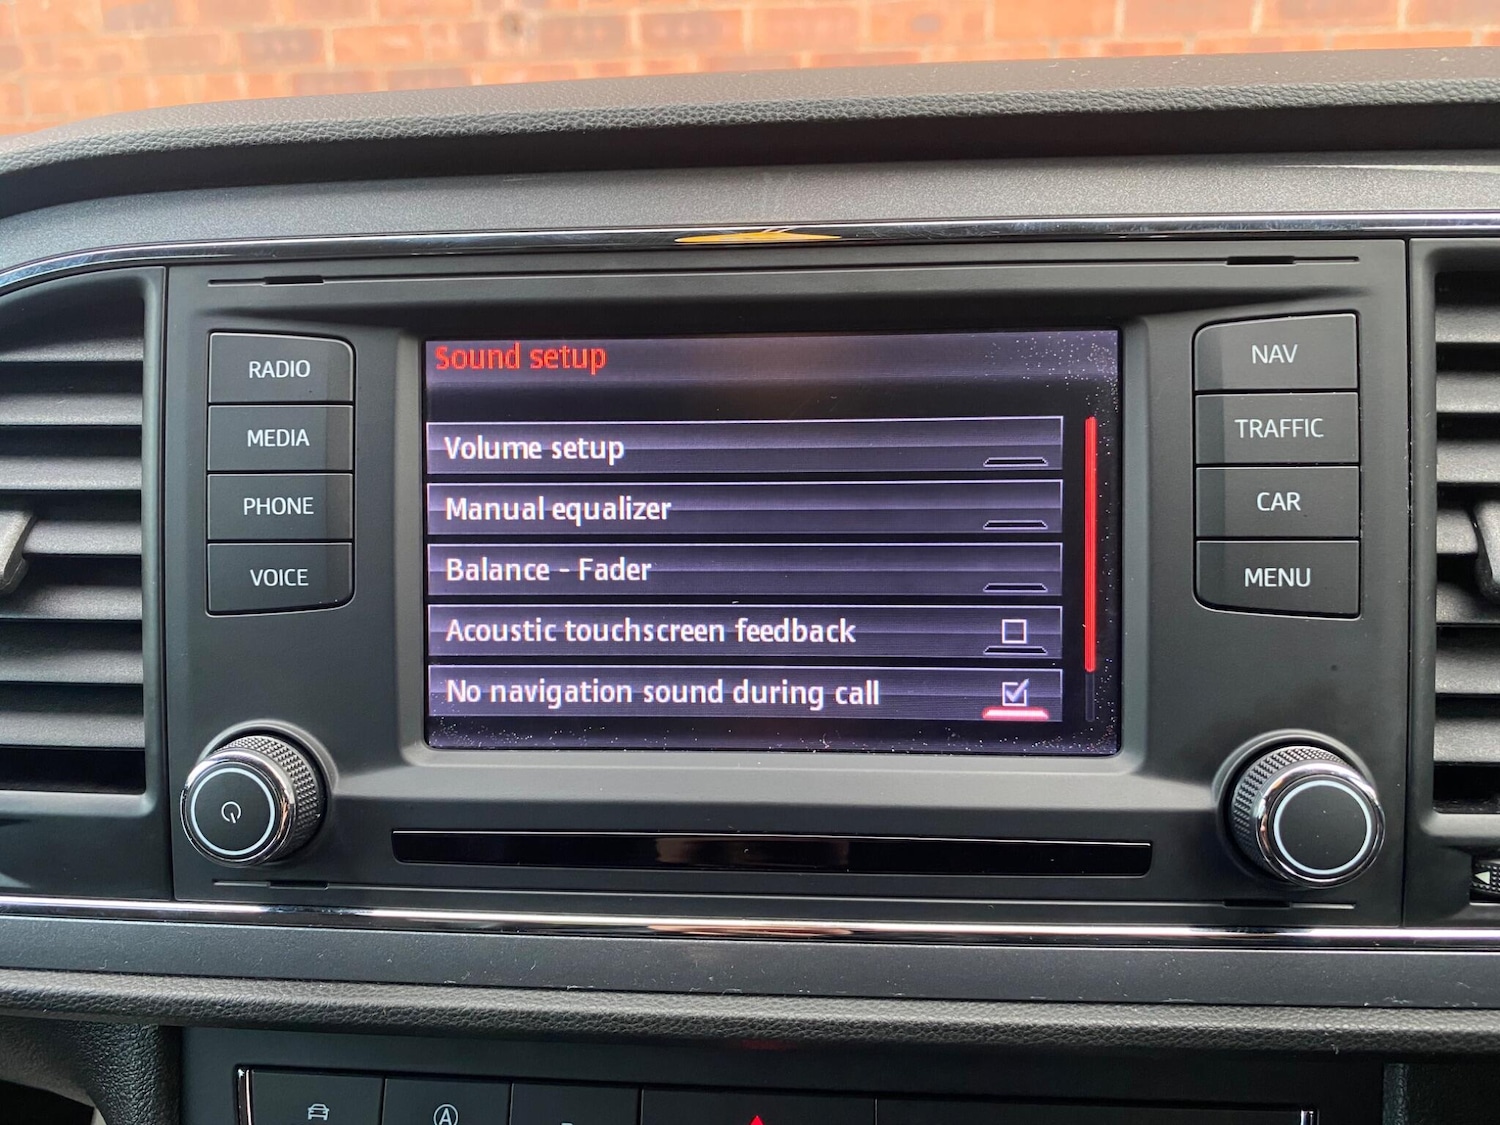 Sound setup
Volume setup
Manual equalizer
Balance - Fader
Acoustic touchscreen feedback
No navigation sound during call
RADIO
MEDIA
PHONE
VOICE
NAV
TRAFFIC
CAR
MENU
A